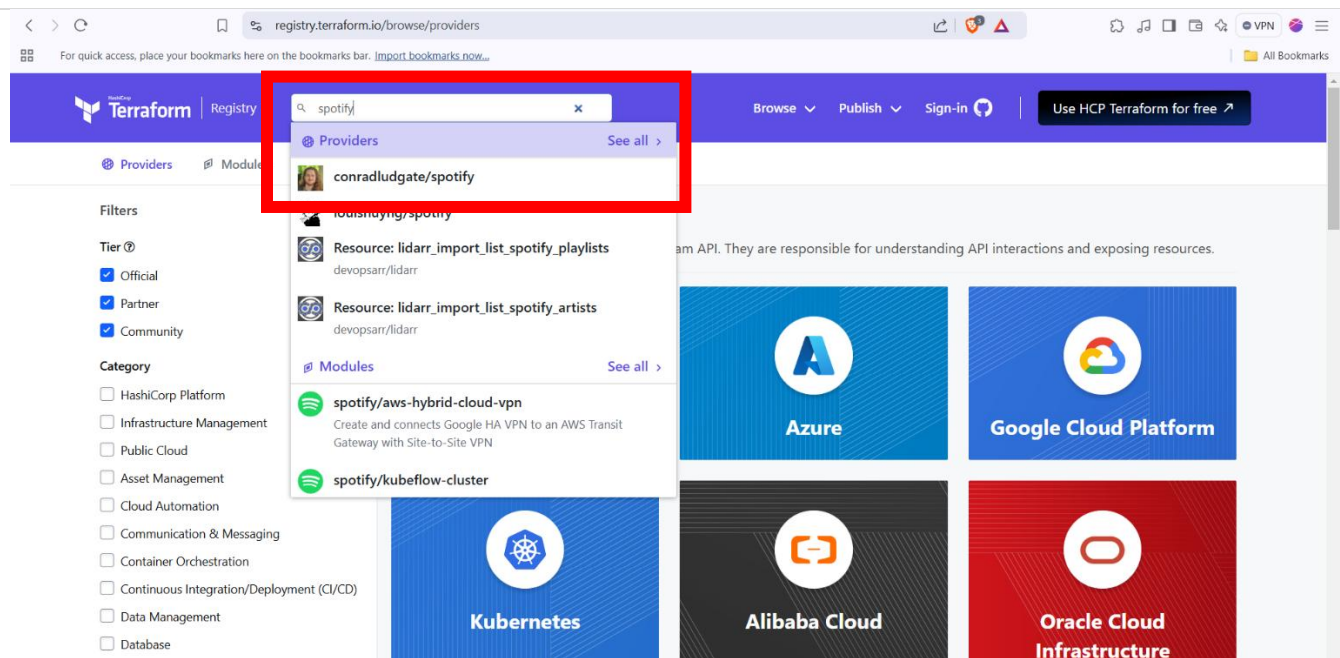 registry.terraform.io/browse/providers
VPN
For quick access, place your bookmarks here on the bookmarks bar. Import bookmarks now...
All Bookmarks
HashiCorp
Terraform
Registry
spotify
Browse
Publish
Sign-in
Use HCP Terraform for free
Providers
See all
Providers
Module
conradludgate/spotify
Filters
Resource: lidarr_import_list_spotify_playlists
devopsarr/lidarr
am API. They are responsible for understanding API interactions and exposing resources.
Tier
Official
Partner
Community
Resource: lidarr_import_list_spotify_artists
devopsarr/lidarr
Category
Modules
See all
HashiCorp Platform
Infrastructure Management
Public Cloud
Asset Management
Cloud Automation
Communication & Messaging
Container Orchestration
Continuous Integration/Deployment (CI/CD)
Data Management
Database
spotify/aws-hybrid-cloud-vpn
Create and connects Google HA VPN to an AWS Transit
Gateway with Site-to-Site VPN
spotify/kubeflow-cluster
Azure
Google Cloud Platform
Kubernetes
Alibaba Cloud
Oracle Cloud
Infrastructure